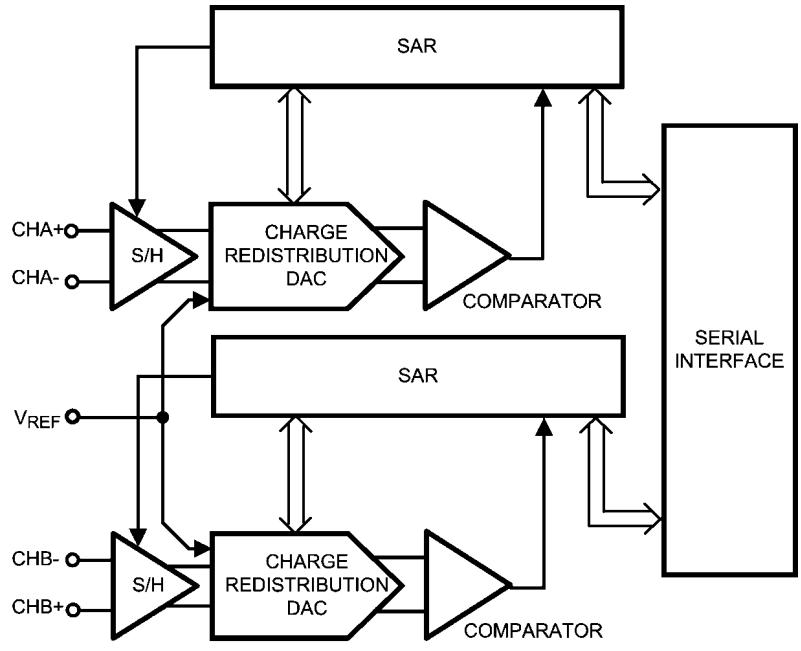 SAR
CHA+
CHA-
S/H
CHARGE
REDISTRIBUTION
DAC
COMPARATOR
SERIAL
INTERFACE
SAR
VREF
CHB-
CHB+
S/H
CHARGE
REDISTRIBUTION
DAC
COMPARATOR